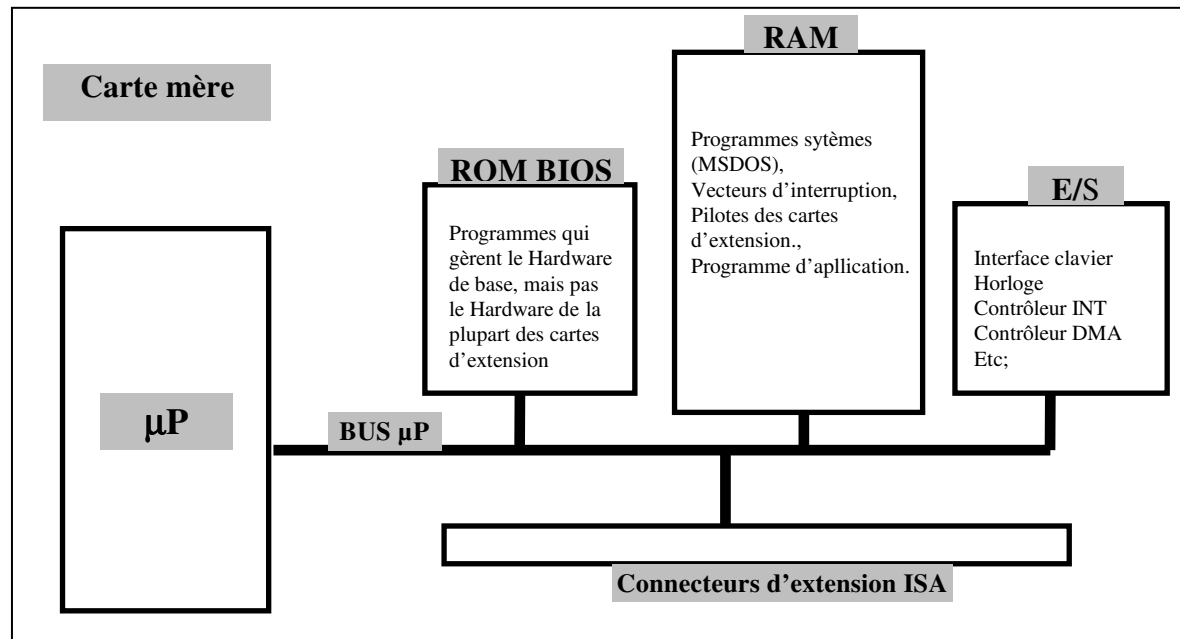 Carte mère
RAM
Programmes sytèmes
(MSDOS),
Vecteurs d'interruption,
Pilotes des cartes
d'extension.,
Programme d'apllication.
ROM BIOS
Programmes qui
gèrent le Hardware
de base, mais pas
le Hardware de la
plupart des cartes
d'extension
E/S
Interface clavier
Horloge
Contrôleur INT
Contrôleur DMA
Etc;
µP
BUS µP
Connecteurs d'extension ISA